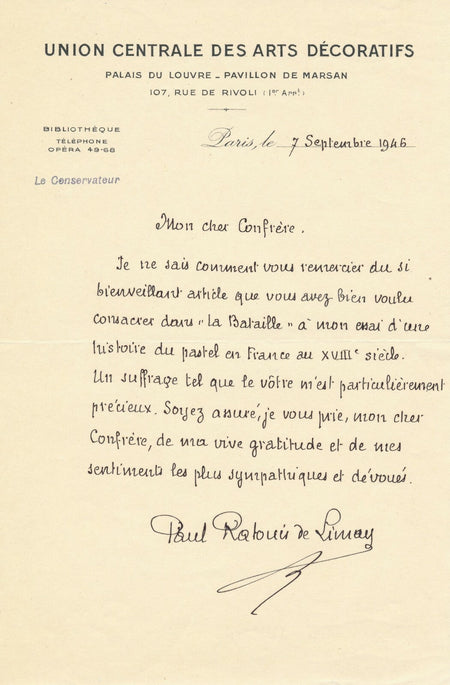 UNION CENTRALE DES ARTS DÉCORATIFS
PALAIS DU LOUVRE - PAVILLON DE MARSAN
107, RUE DE RIVOLI (1er Arrt)
BIBLIOTHÈQUE
TÉLÉPHONE
OPÉRA 49-68
Paris, le 7 Septembre 1946
Le Conservateur
Mon cher Confrère.
Je ne sais comment vous remercier du si
bienveillant article que vous avez bien voulu
consacrer dans "La Bataille" à mon essai d'une
histoire du pastel en France au XVIIIe siècle.
Un suffrage tel que le vôtre m'est particulièrement
précieux. Soyez assuré, je vous prie, mon cher
Confrère, de ma vive gratitude et de mes
sentiments les plus sympathiques et dévoués.
Paul Ratouis de Limay